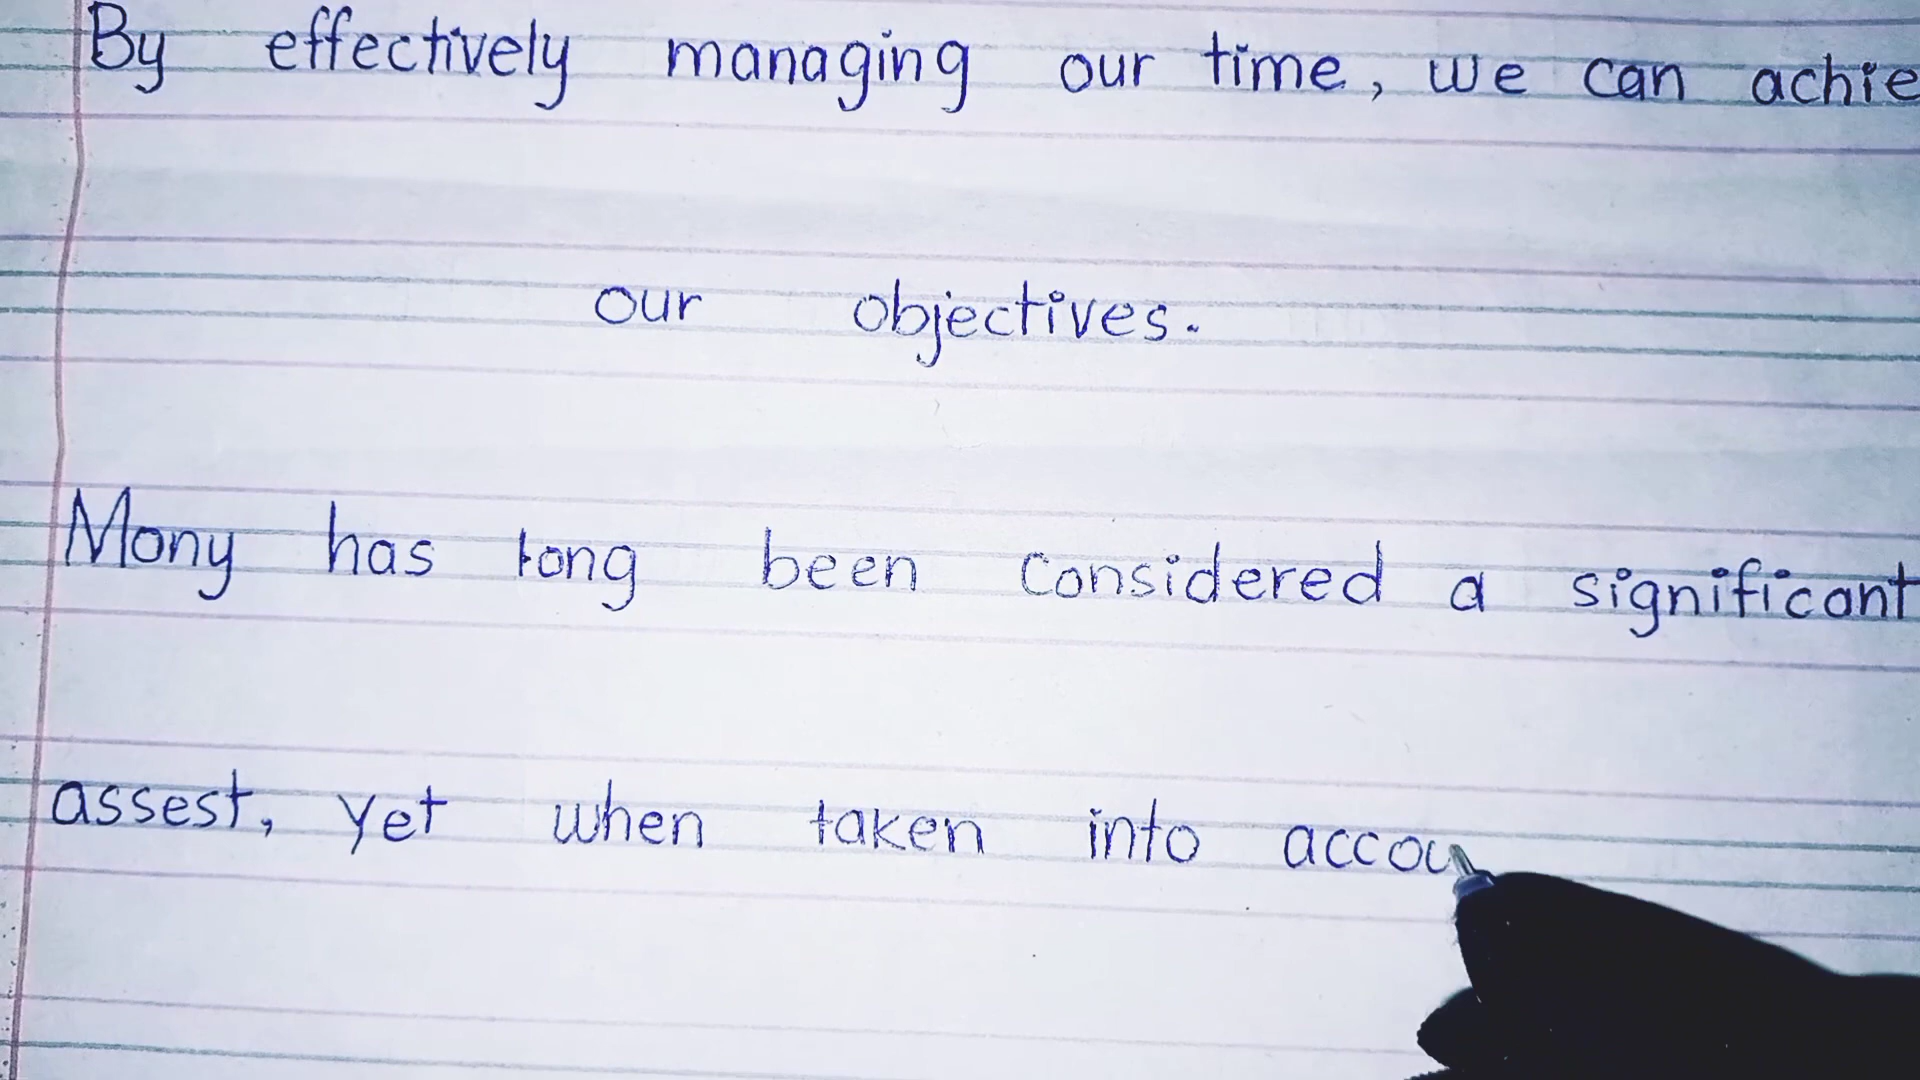 By effectively managing our time, we can achie
our objectives.
Mony has long been considered a significant
assest, yet when taken into accou